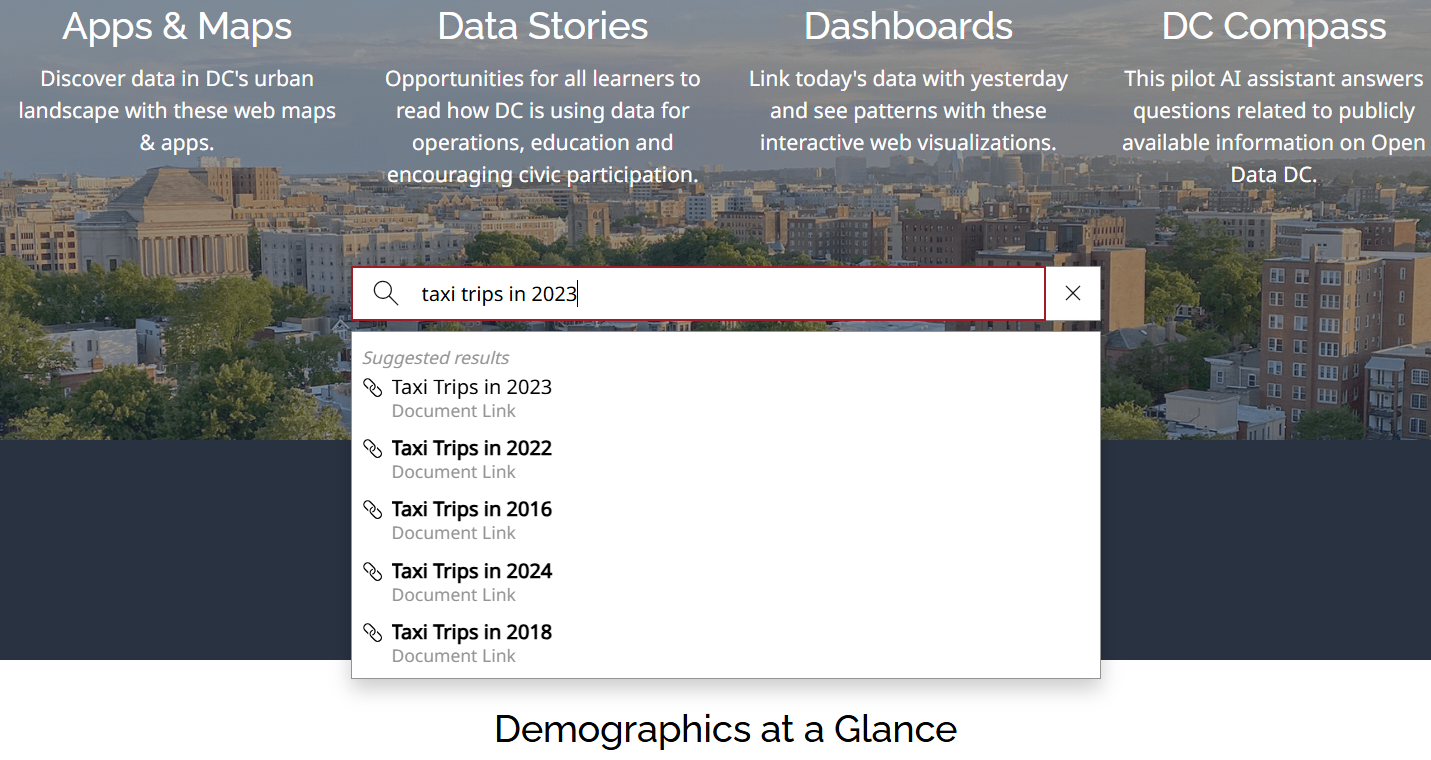 Apps & Maps
Discover data in DC's urban
landscape with these web maps
& apps.
Data Stories
Opportunities for all learners to
read how DC is using data for
operations, education and
encouraging civic participation.
Dashboards
Link today's data with yesterday
and see patterns with these
interactive web visualizations.
DC Compass
This pilot AI assistant answers
questions related to publicly
available information on Open
Data DC.
taxi trips in 2023
Suggested results
Taxi Trips in 2023
Document Link
Taxi Trips in 2022
Document Link
Taxi Trips in 2016
Document Link
Taxi Trips in 2024
Document Link
Taxi Trips in 2018
Document Link
Demographics at a Glance